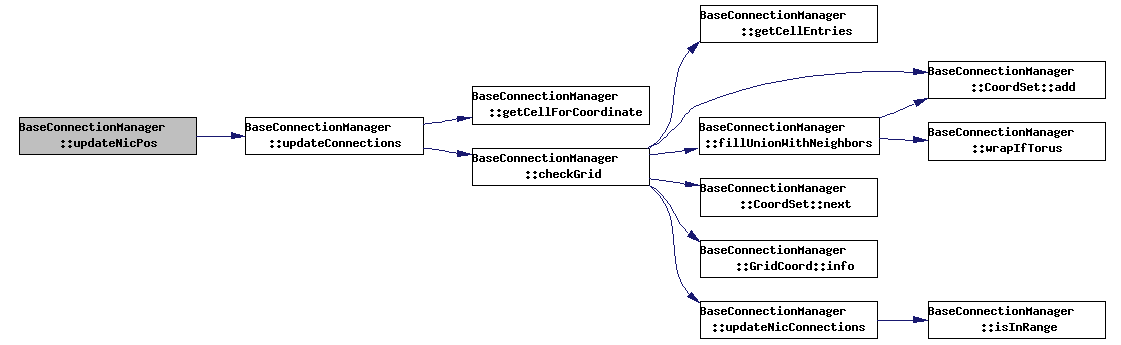 BaseConnectionManager
::updateNicPos
BaseConnectionManager
::updateConnections
BaseConnectionManager
::getCellForCoordinate
BaseConnectionManager
::checkGrid
BaseConnectionManager
::getCellEntries
BaseConnectionManager
::fillUnionWithNeighbors
BaseConnectionManager
::CoordSet::next
BaseConnectionManager
::GridCoord::info
BaseConnectionManager
::updateNicConnections
BaseConnectionManager
::CoordSet::add
BaseConnectionManager
::wrapIfTorus
BaseConnectionManager
::isInRange